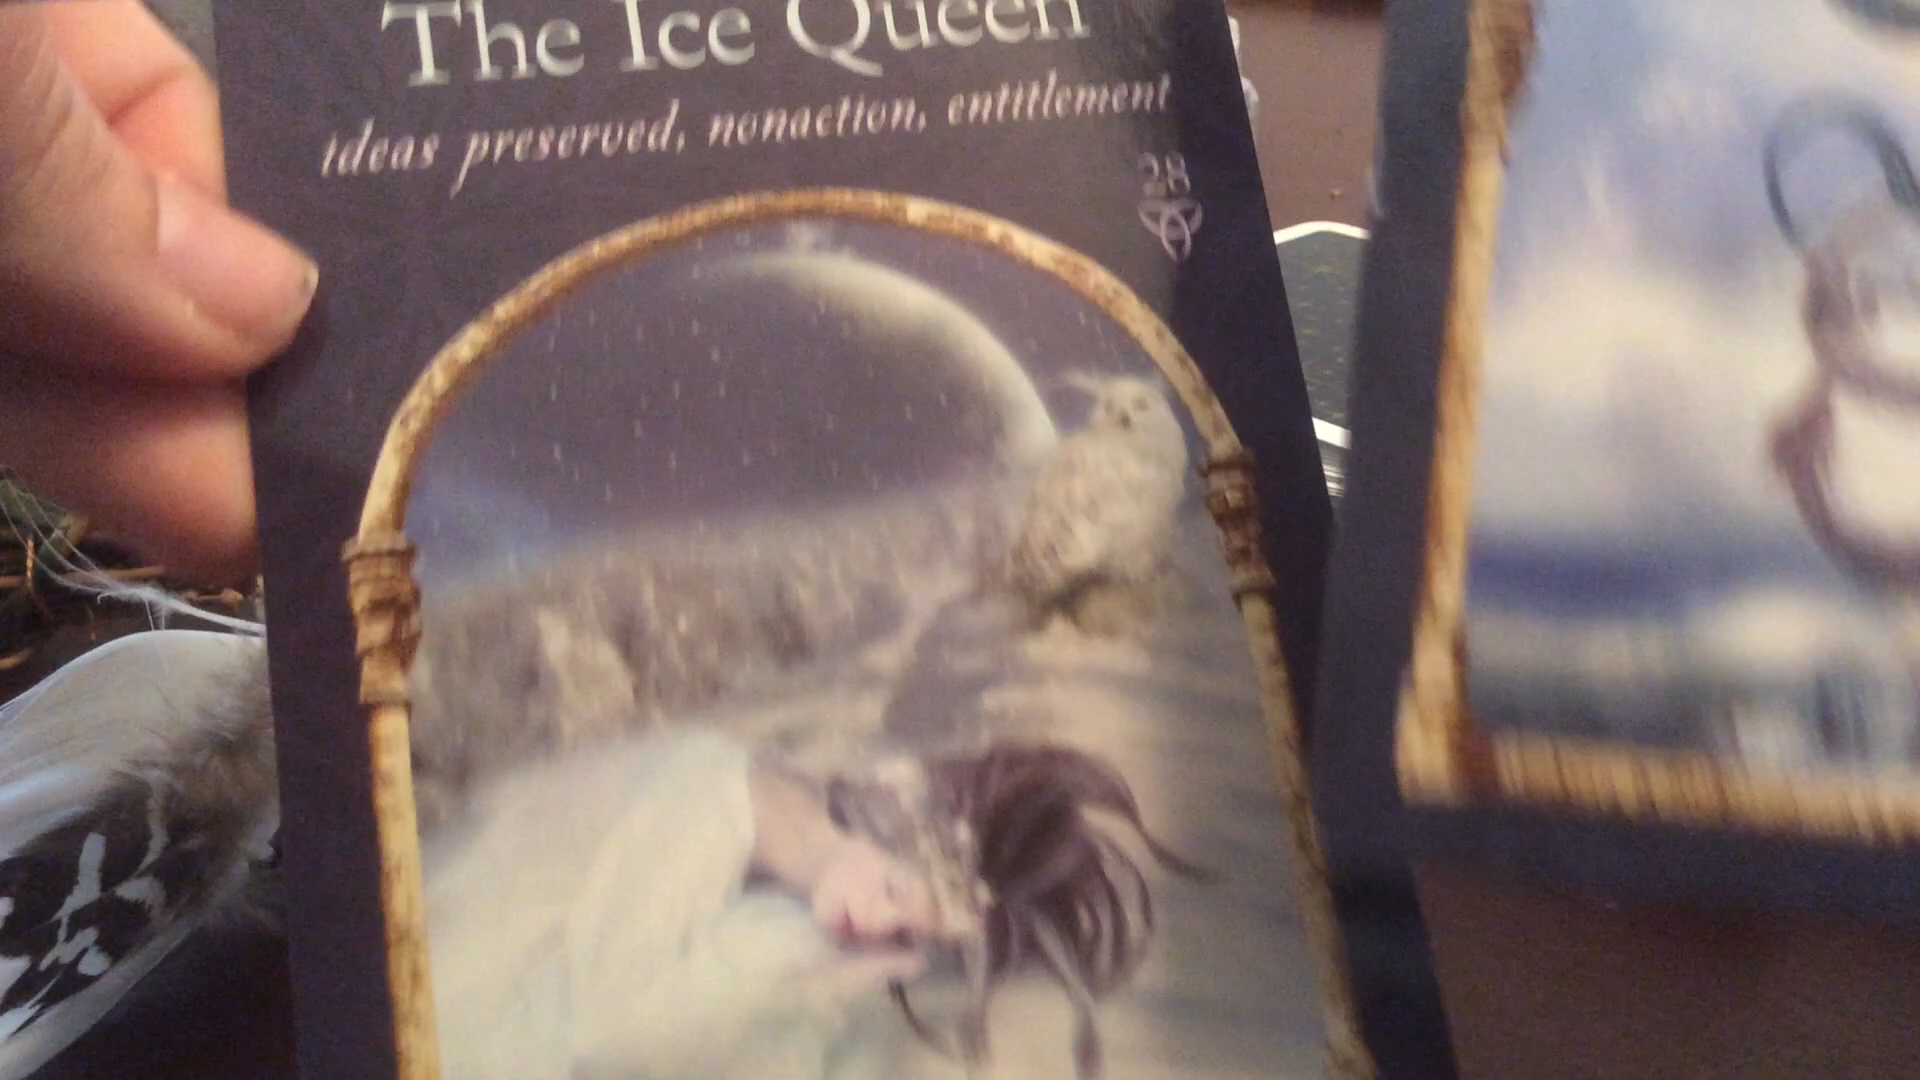 The Ice Queen
ideas preserved, nonaction, entitlement
28